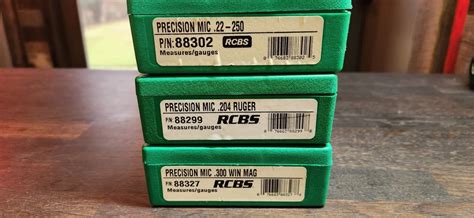 PRECISION MIC .22-250
P/N: 88302 RCBS
Measures/gauges
PRECISION MIC .204 RUGER
P/N 88299 RCBS
Measures/gauges
PRECISION MIC .300 WIN MAG
P/N 88327 RCBS
Measures/gauges